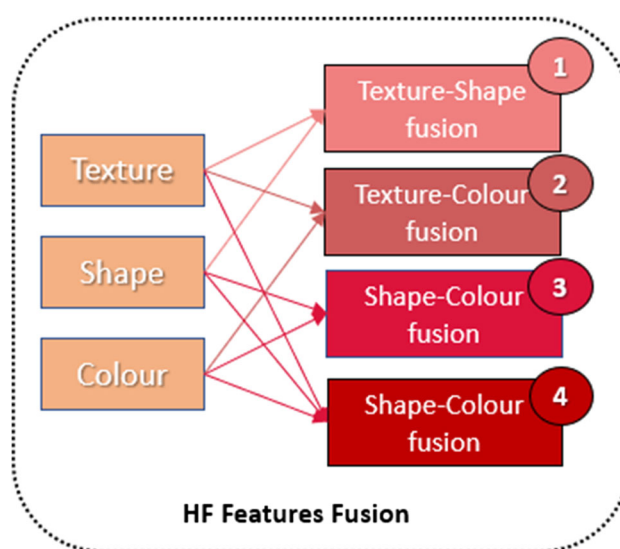 1
Texture-Shape
fusion
Texture
2
Texture-Colour
fusion
Shape
3
Shape-Colour
fusion
Colour
4
Shape-Colour
fusion
HF Features Fusion